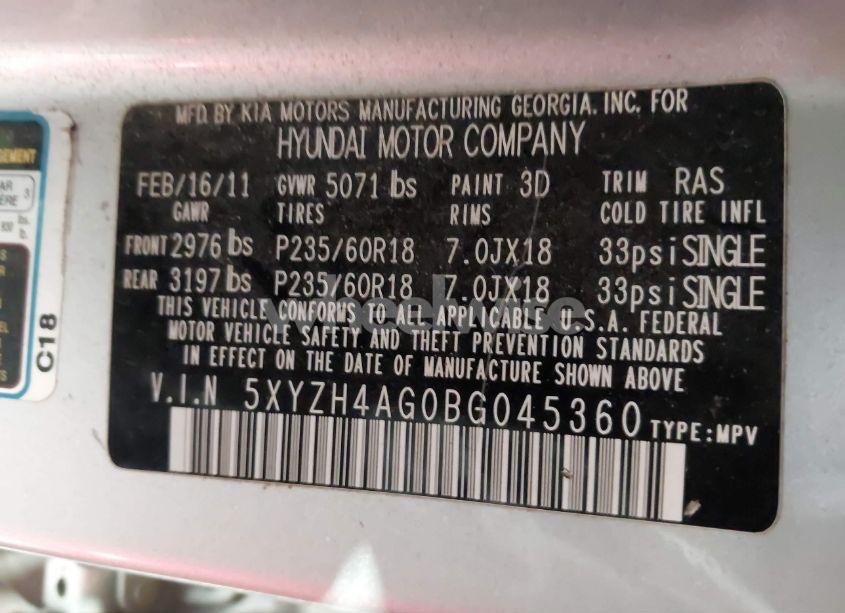 MFD. BY KIA MOTORS MANUFACTURING GEORGIA. INC. FOR
HYUNDAI MOTOR COMPANY
FEB/16/11 GVWR 5071 lbs PAINT 3D TRIM RAS
GAWR TIRES RIMS COLD TIRE INFL
FRONT 2976 lbs P235/60R18 7.0JX18 33psi SINGLE
REAR 3197 lbs P235/60R18 7.0JX18 33psi SINGLE
THIS VEHICLE CONFORMS TO ALL APPLICABLE U.S.A. FEDERAL
MOTOR VEHICLE SAFETY AND THEFT PREVENTION STANDARDS
IN EFFECT ON THE DATE OF MANUFACTURE SHOWN ABOVE
V.I.N 5XYZH4AG0BG045360 TYPE:MPV
C18